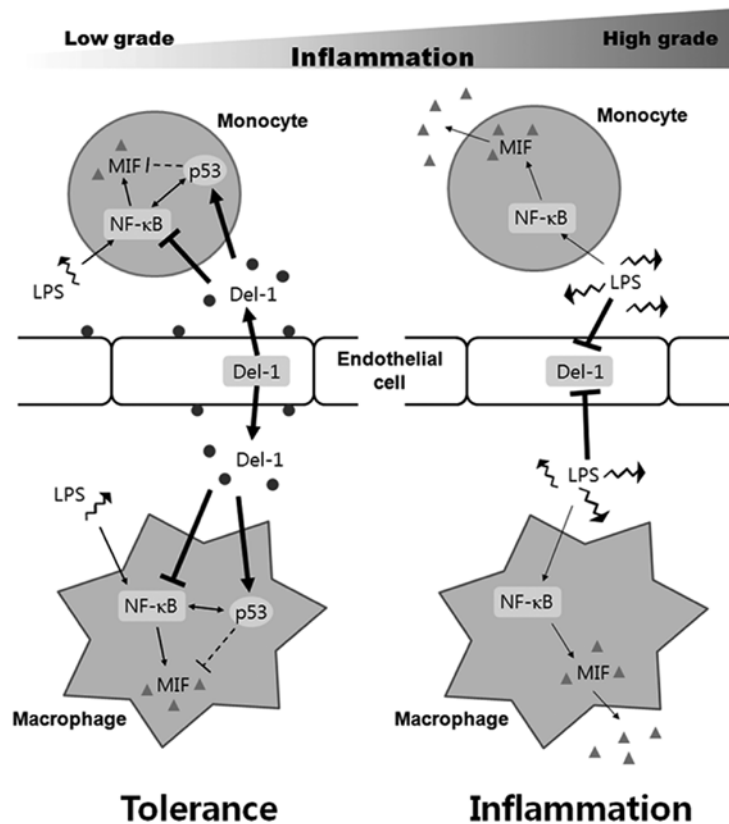 Low grade
Inflammation
High grade
Monocyte
MIF
p53
NF-κB
LPS
Del-1
Del-1
Endothelial
cell
Del-1
LPS
NF-κB
p53
MIF
Macrophage
Tolerance
Monocyte
MIF
NF-κB
LPS
Del-1
LPS
NF-κB
MIF
Macrophage
Inflammation